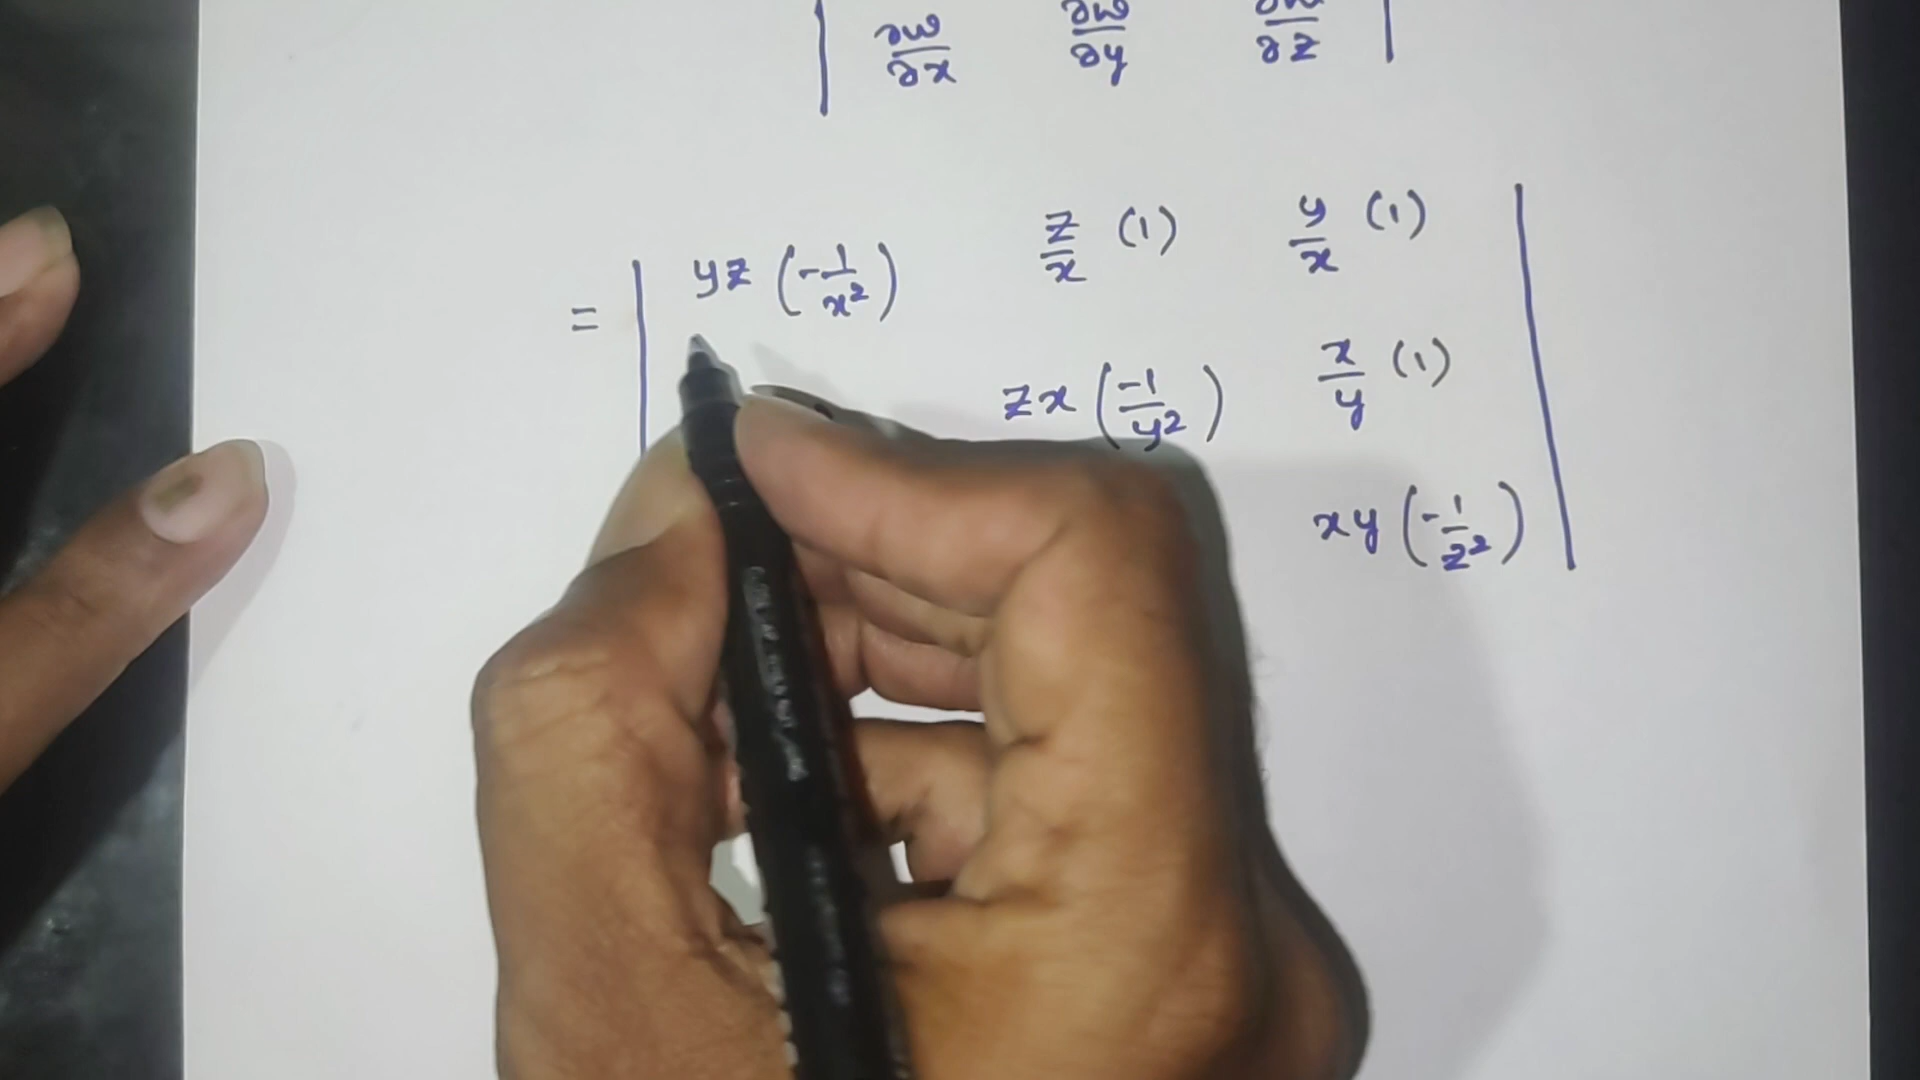 ∂w/∂x ∂w/∂y ∂w/∂z
= | yz (-1/x²) z/x (1) y/x (1) |
zx (-1/y²) x/y (1)
xy (-1/z²)